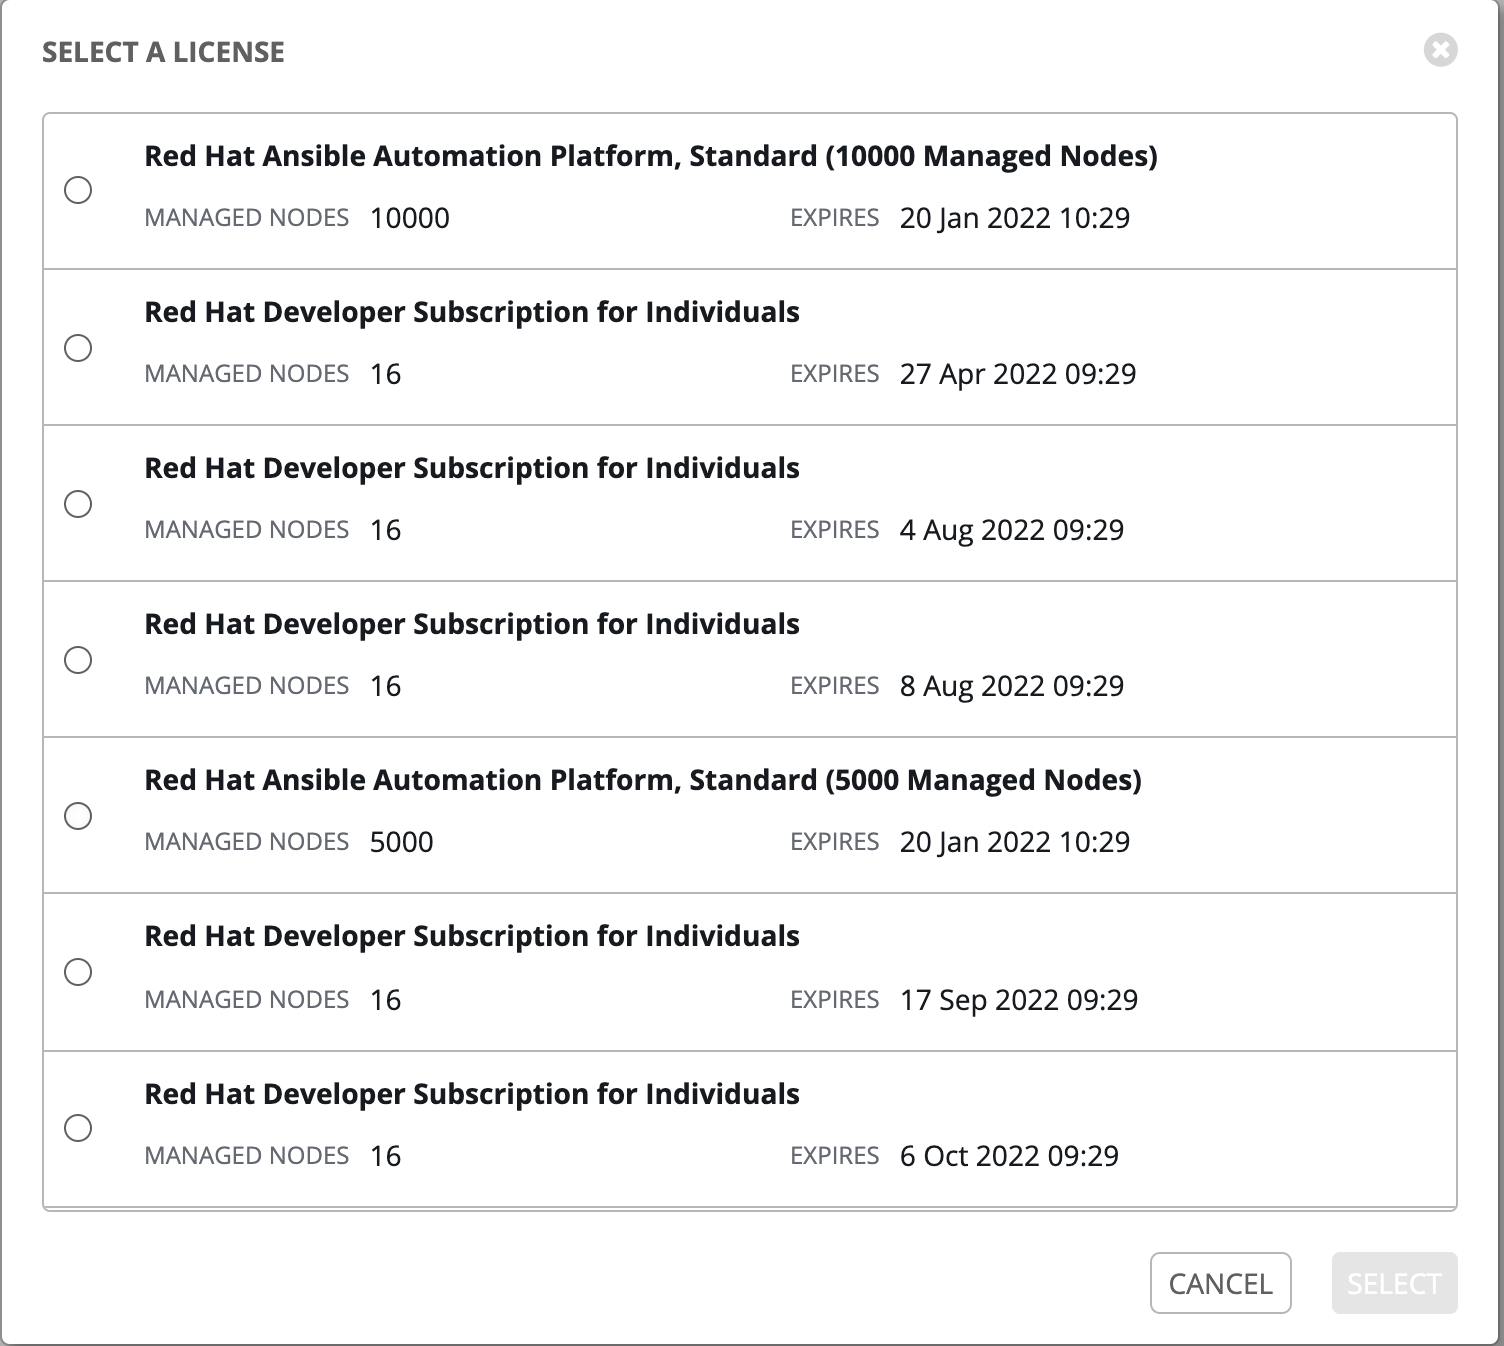 SELECT A LICENSE
Red Hat Ansible Automation Platform, Standard (10000 Managed Nodes)
MANAGED NODES 10000 EXPIRES 20 Jan 2022 10:29
Red Hat Developer Subscription for Individuals
MANAGED NODES 16 EXPIRES 27 Apr 2022 09:29
Red Hat Developer Subscription for Individuals
MANAGED NODES 16 EXPIRES 4 Aug 2022 09:29
Red Hat Developer Subscription for Individuals
MANAGED NODES 16 EXPIRES 8 Aug 2022 09:29
Red Hat Ansible Automation Platform, Standard (5000 Managed Nodes)
MANAGED NODES 5000 EXPIRES 20 Jan 2022 10:29
Red Hat Developer Subscription for Individuals
MANAGED NODES 16 EXPIRES 17 Sep 2022 09:29
Red Hat Developer Subscription for Individuals
MANAGED NODES 16 EXPIRES 6 Oct 2022 09:29
CANCEL SELECT